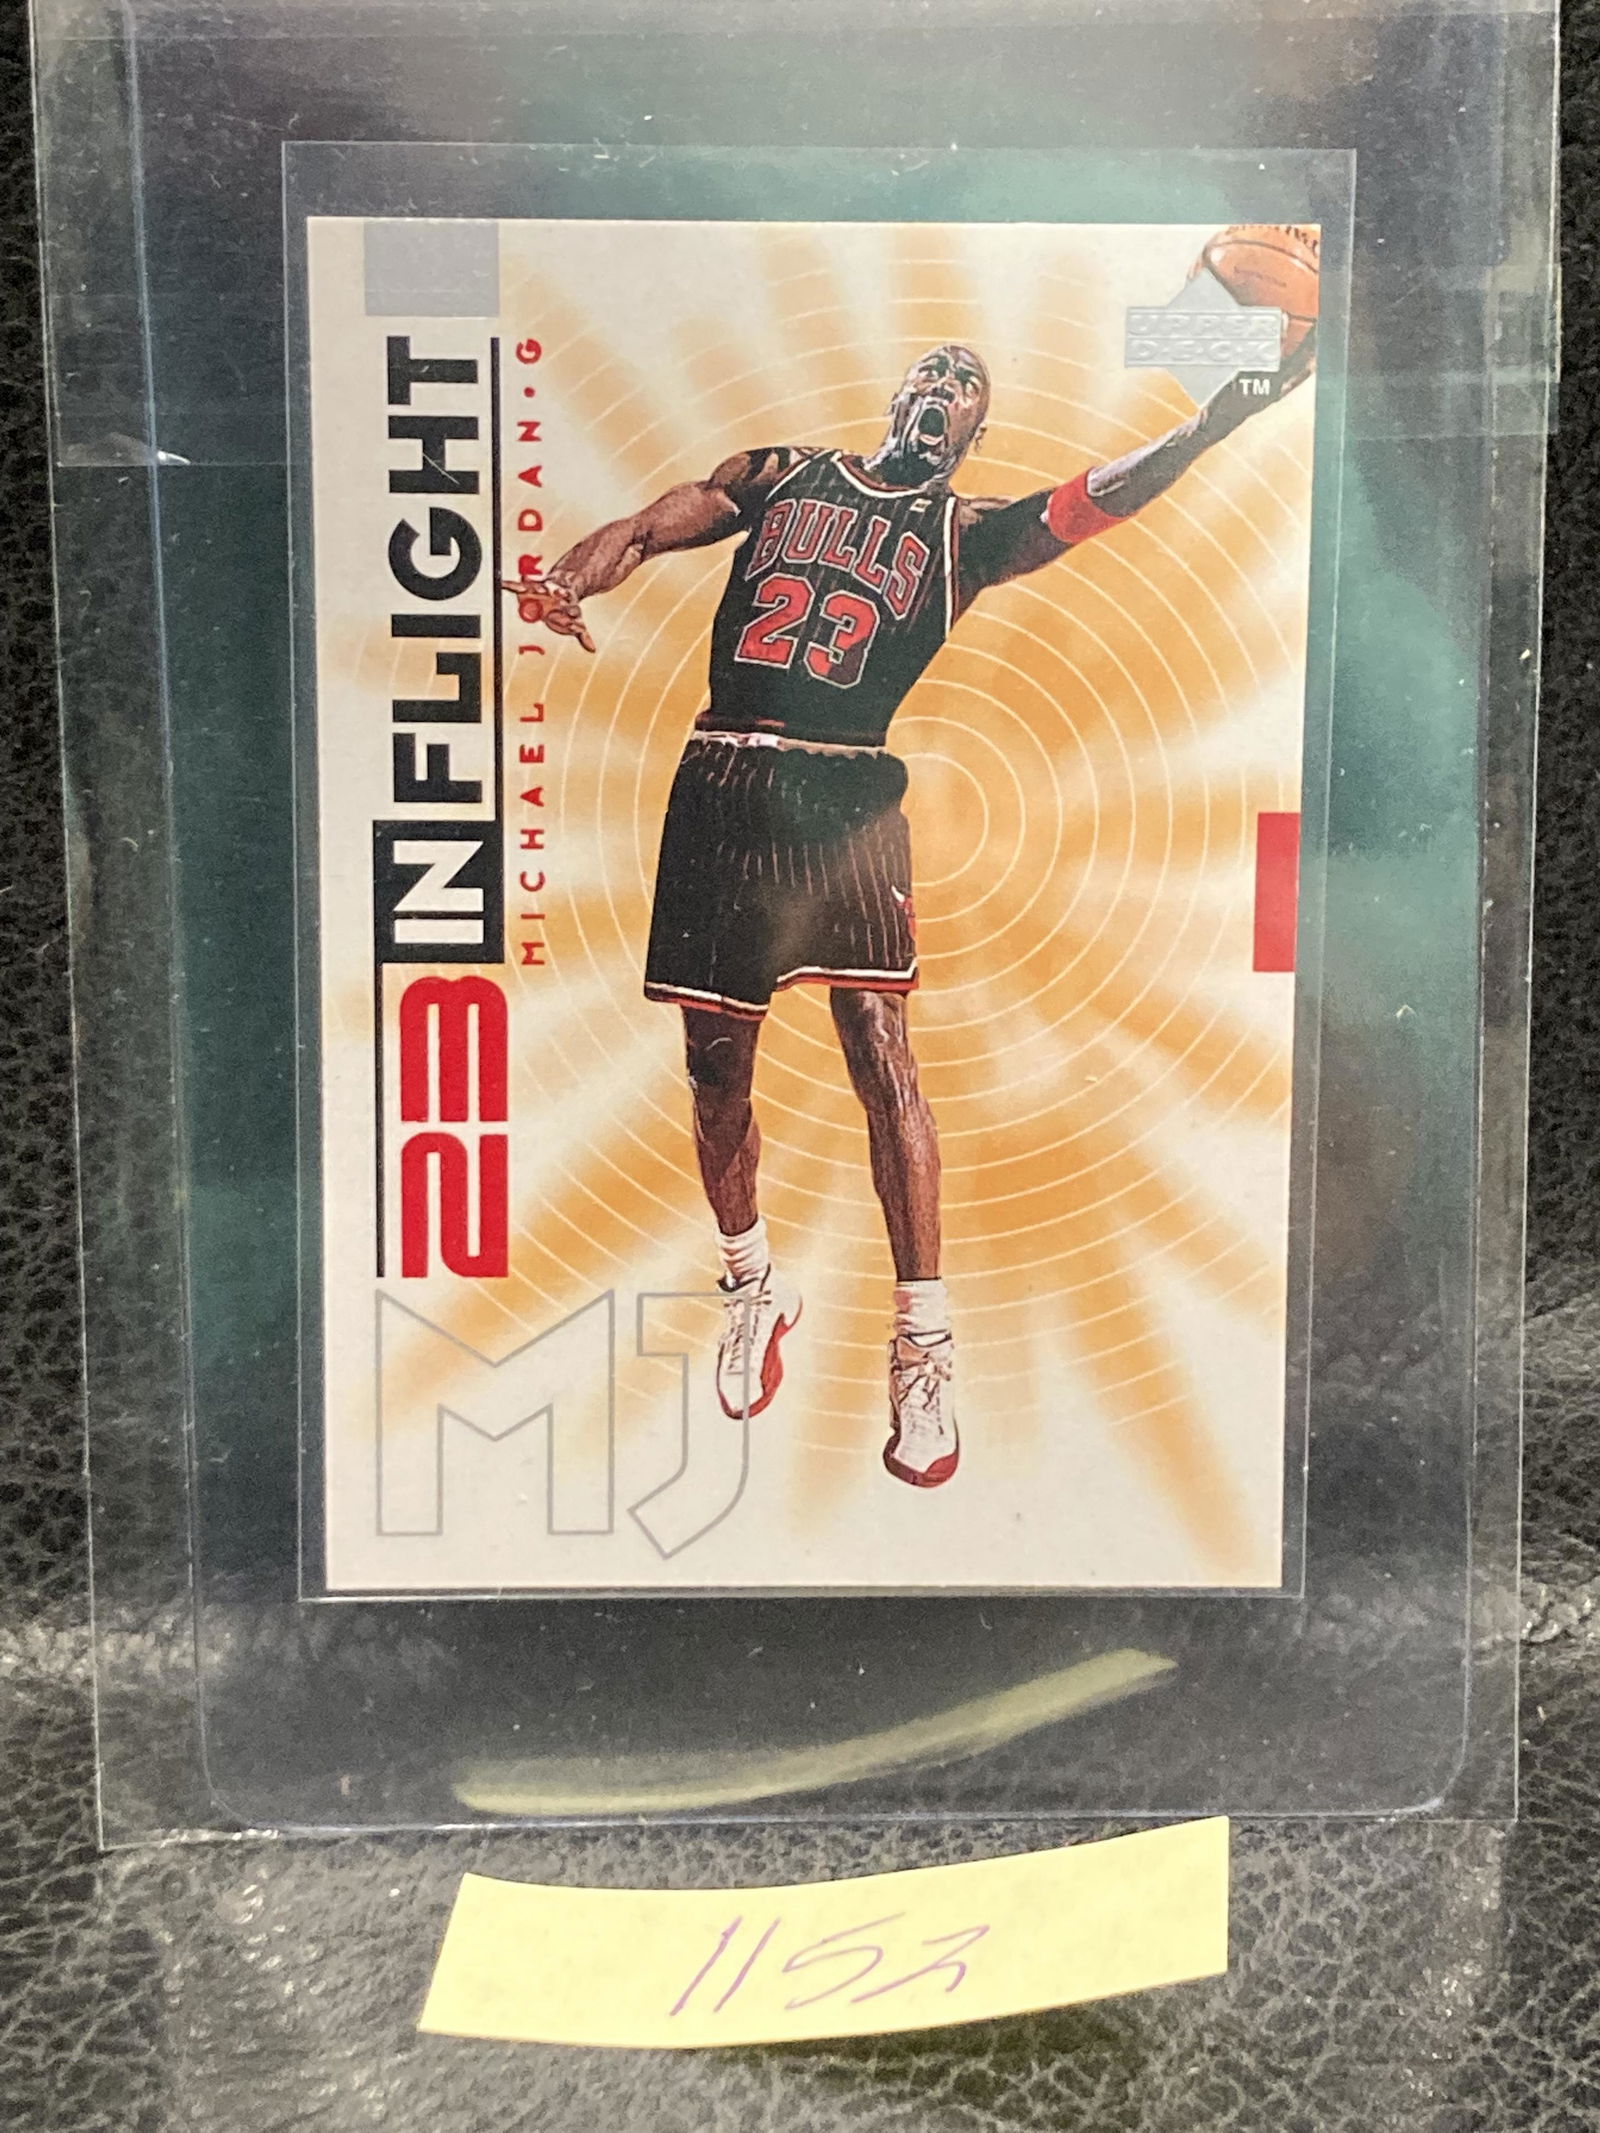 UPPER
DECK
TM
23 IN FLIGHT
MICHAEL JORDAN • G
BULLS
23
MJ
1153